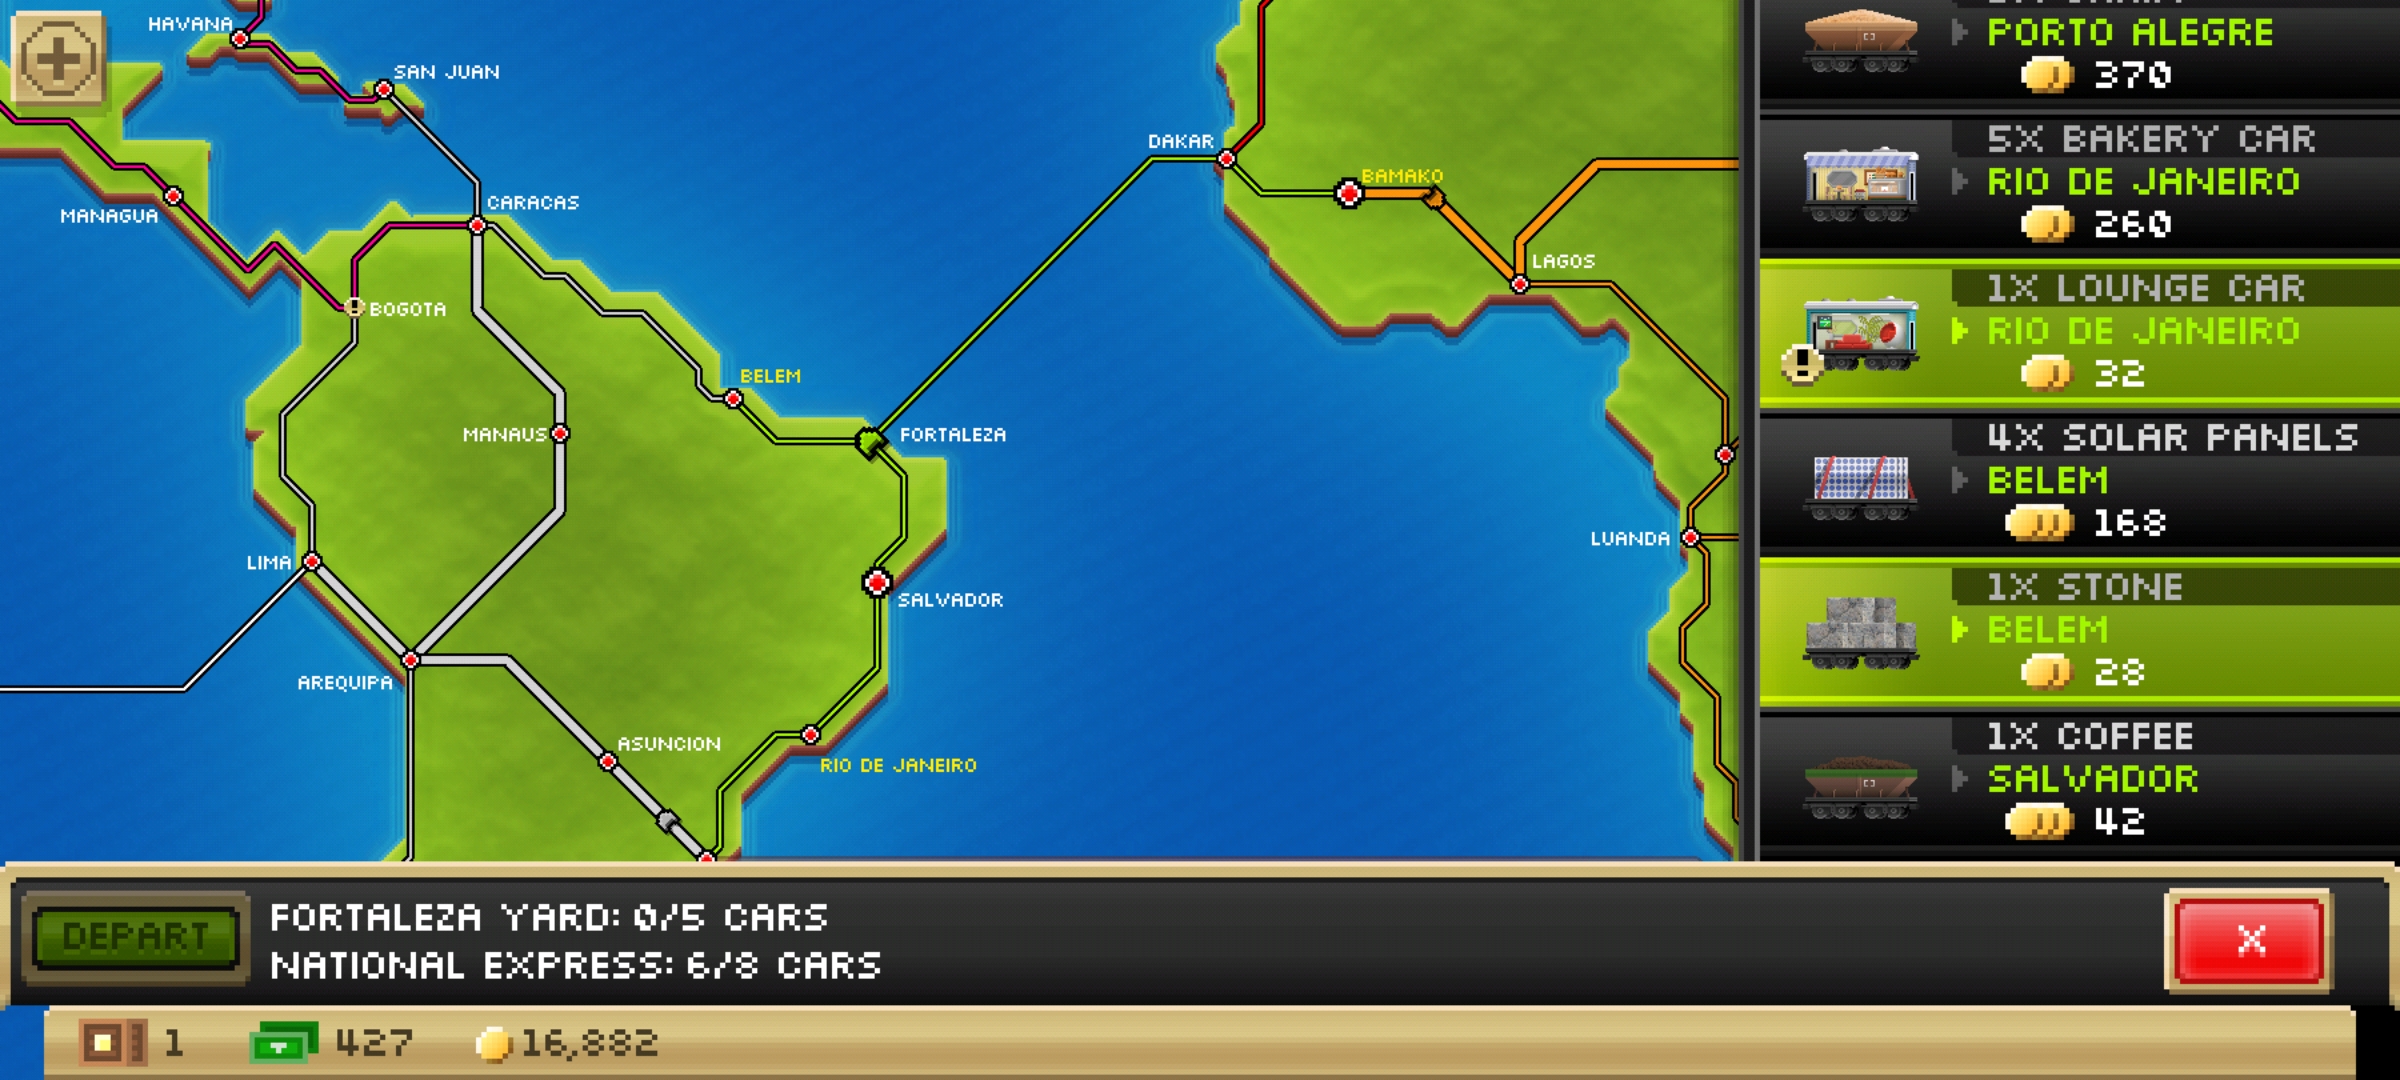 HAVANA
SAN JUAN
MANAGUA
CARACAS
BOGOTA
BELEM
MANAUS
FORTALEZA
LIMA
SALVADOR
AREQUIPA
ASUNCION
RIO DE JANEIRO
DAKAR
BAMAKO
LAGOS
LUANDA
PORTO ALEGRE
370
5X BAKERY CAR
RIO DE JANEIRO
260
1X LOUNGE CAR
RIO DE JANEIRO
32
4X SOLAR PANELS
BELEM
168
1X STONE
BELEM
28
1X COFFEE
SALVADOR
42
DEPART
FORTALEZA YARD: 0/5 CARS
NATIONAL EXPRESS: 6/8 CARS
X
1
427
16,882